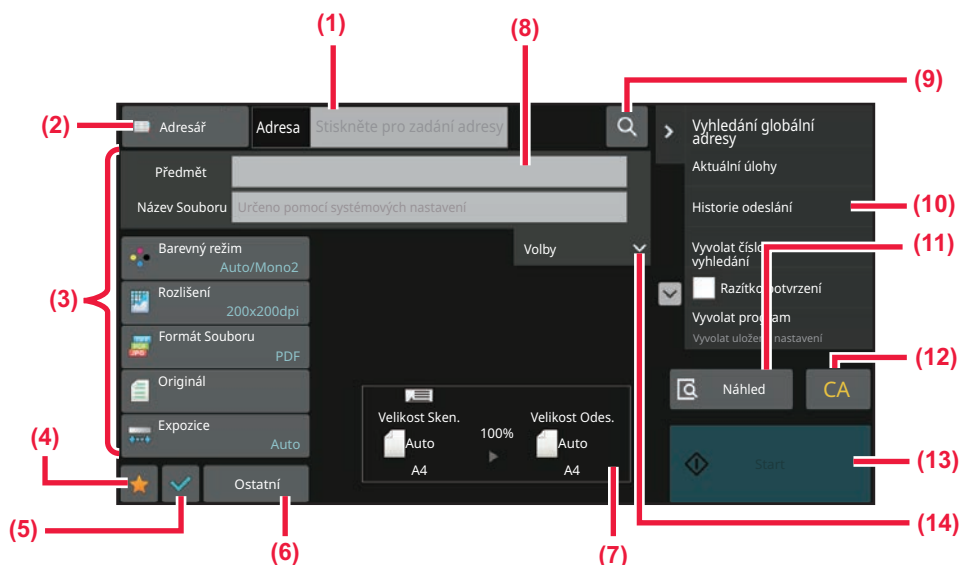 (1)
(8)
(9)
(2)
Adresář
Adresa
Stiskněte pro zadání adresy
Předmět
Název Souboru
Určeno pomocí systémových nastavení
Volby
(3)
Barevný režim
Auto/Mono2
Rozlišení
200x200dpi
Formát Souboru
PDF
Originál
Expozice
Auto
(4)
(5)
Ostatní
(6)
Velikost Sken.
Auto
A4
100%
Velikost Odes.
Auto
A4
(7)
Vyhledání globální
adresy
Aktuální úlohy
Historie odeslání
(10)
Vyvolat číslo
vyhledání
(11)
Razítko potvrzení
Vyvolat program
Vyvolat uložená nastavení
Náhled
CA
(12)
Start
(13)
(14)